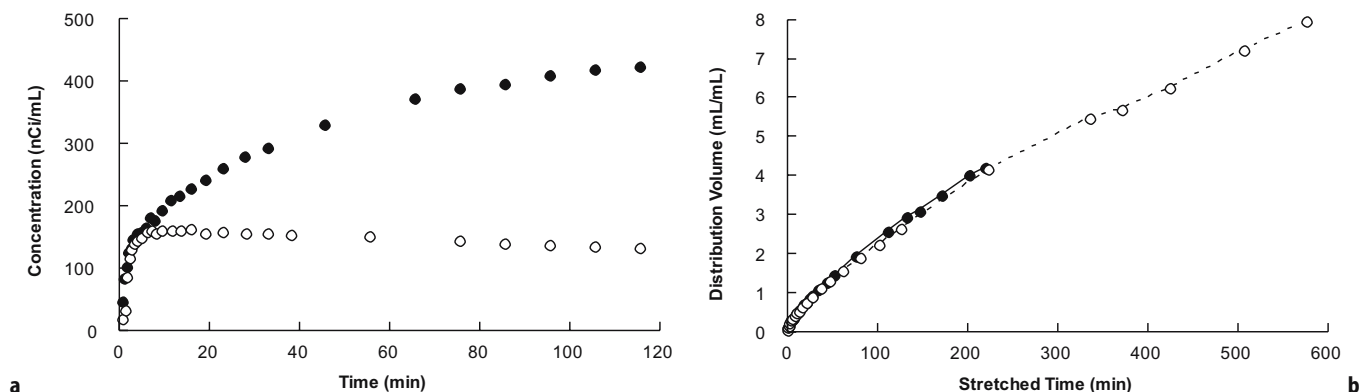 500
400
300
200
100
0
Concentration (nCi/mL)
0 20 40 60 80 100 120
Time (min)
a
8
7
6
5
4
3
2
1
0
Distribution Volume (mL/mL)
0 100 200 300 400 500 600
Stretched Time (min)
b